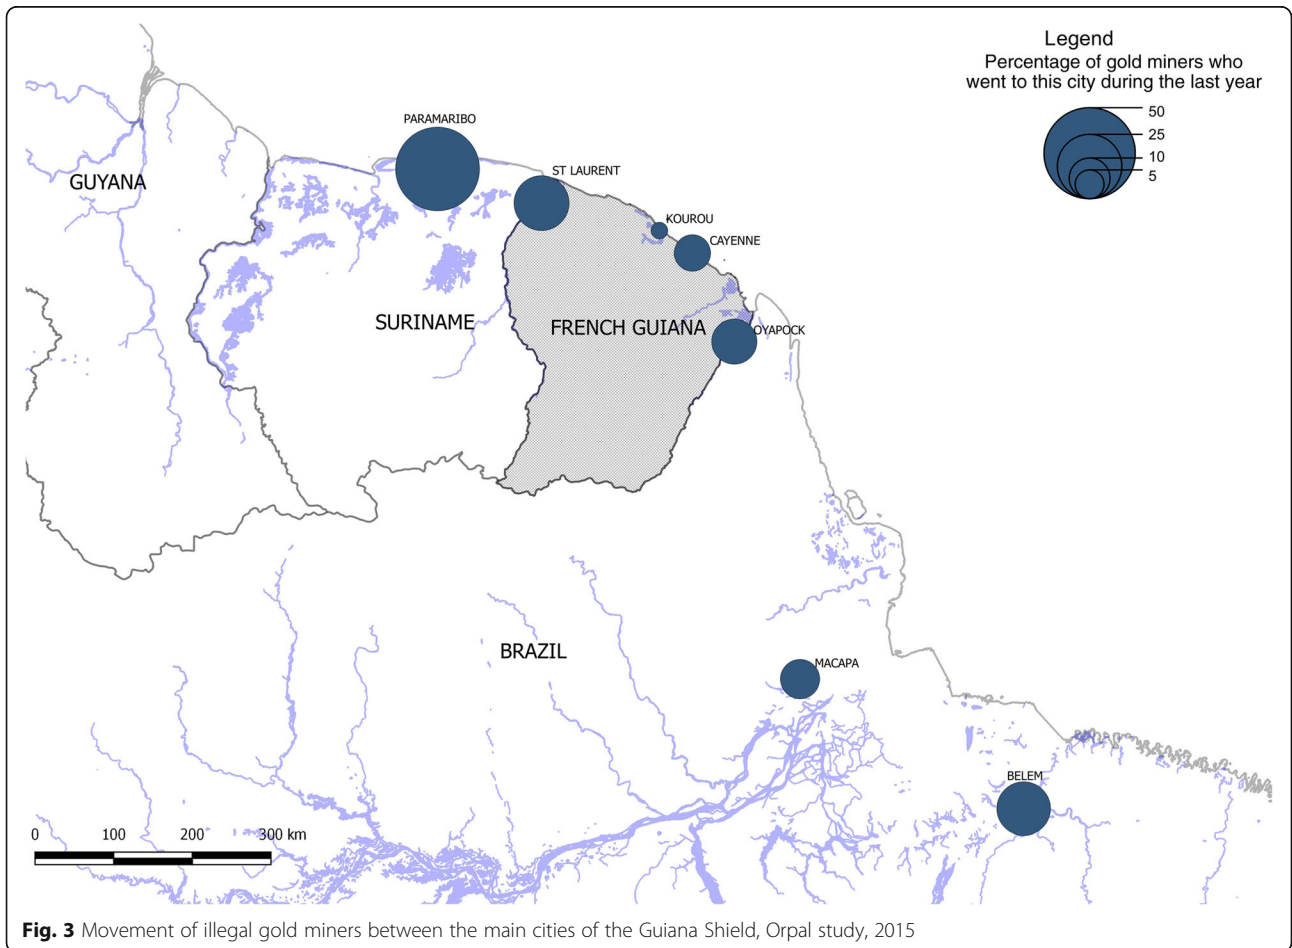 Legend
Percentage of gold miners who
went to this city during the last year
50
25
10
5
PARAMARIBO
ST LAURENT
GUYANA
KOUROU
CAYENNE
SURINAME
FRENCH GUIANA
OYAPOCK
BRAZIL
MACAPA
BELEM
0 100 200 300 km
Fig. 3 Movement of illegal gold miners between the main cities of the Guiana Shield, Orpal study, 2015